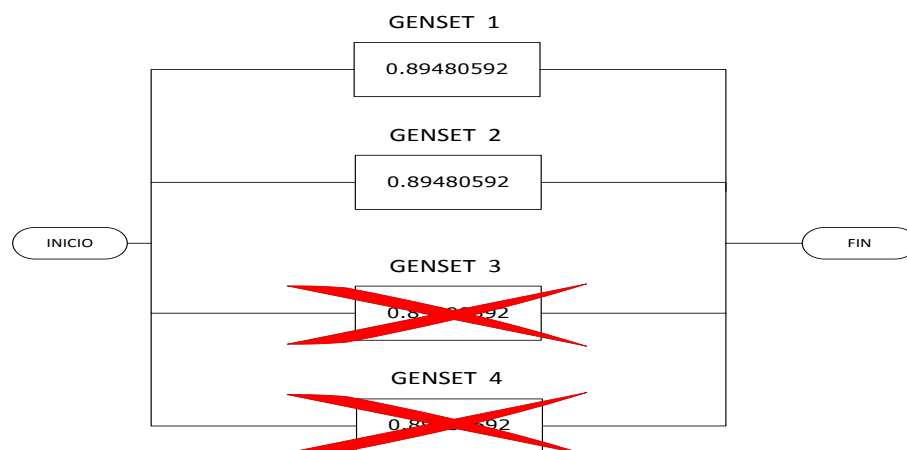 GENSET 1
0.89480592
GENSET 2
0.89480592
INICIO
FIN
GENSET 3
GENSET 4